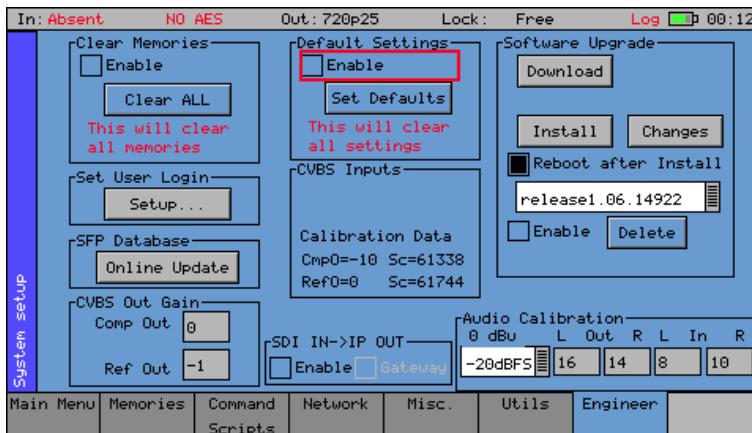 In: Absent NO AES Out: 720p25 Lock: Free Log 00:12
System setup
Clear Memories
Enable
Clear ALL
This will clear
all memories
Set User Login
Setup...
SFP Database
Online Update
CVBS Out Gain
Comp Out 0
Ref Out -1
Default Settings
Enable
Set Defaults
This will clear
all settings
CVBS Inputs
Calibration Data
Cmp0=-10 Sc=61338
Ref0=0 Sc=61744
SDI IN->IP OUT
Enable Gateway
Software Upgrade
Download
Install Changes
Reboot after Install
release1.06.14922
Enable Delete
Audio Calibration
0 dBu L Out R L In R
-20dBFS 16 14 8 10
Main Menu Memories Command Network Misc. Utils Engineer
Scripts